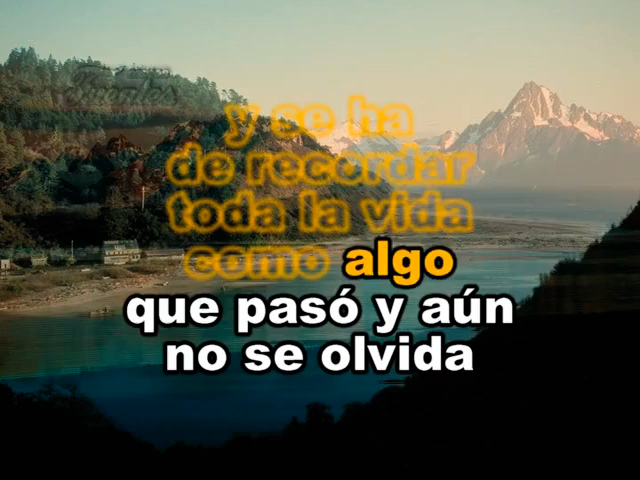 y se ha
de recordar
toda la vida
como algo
que pasó y aún
no se olvida